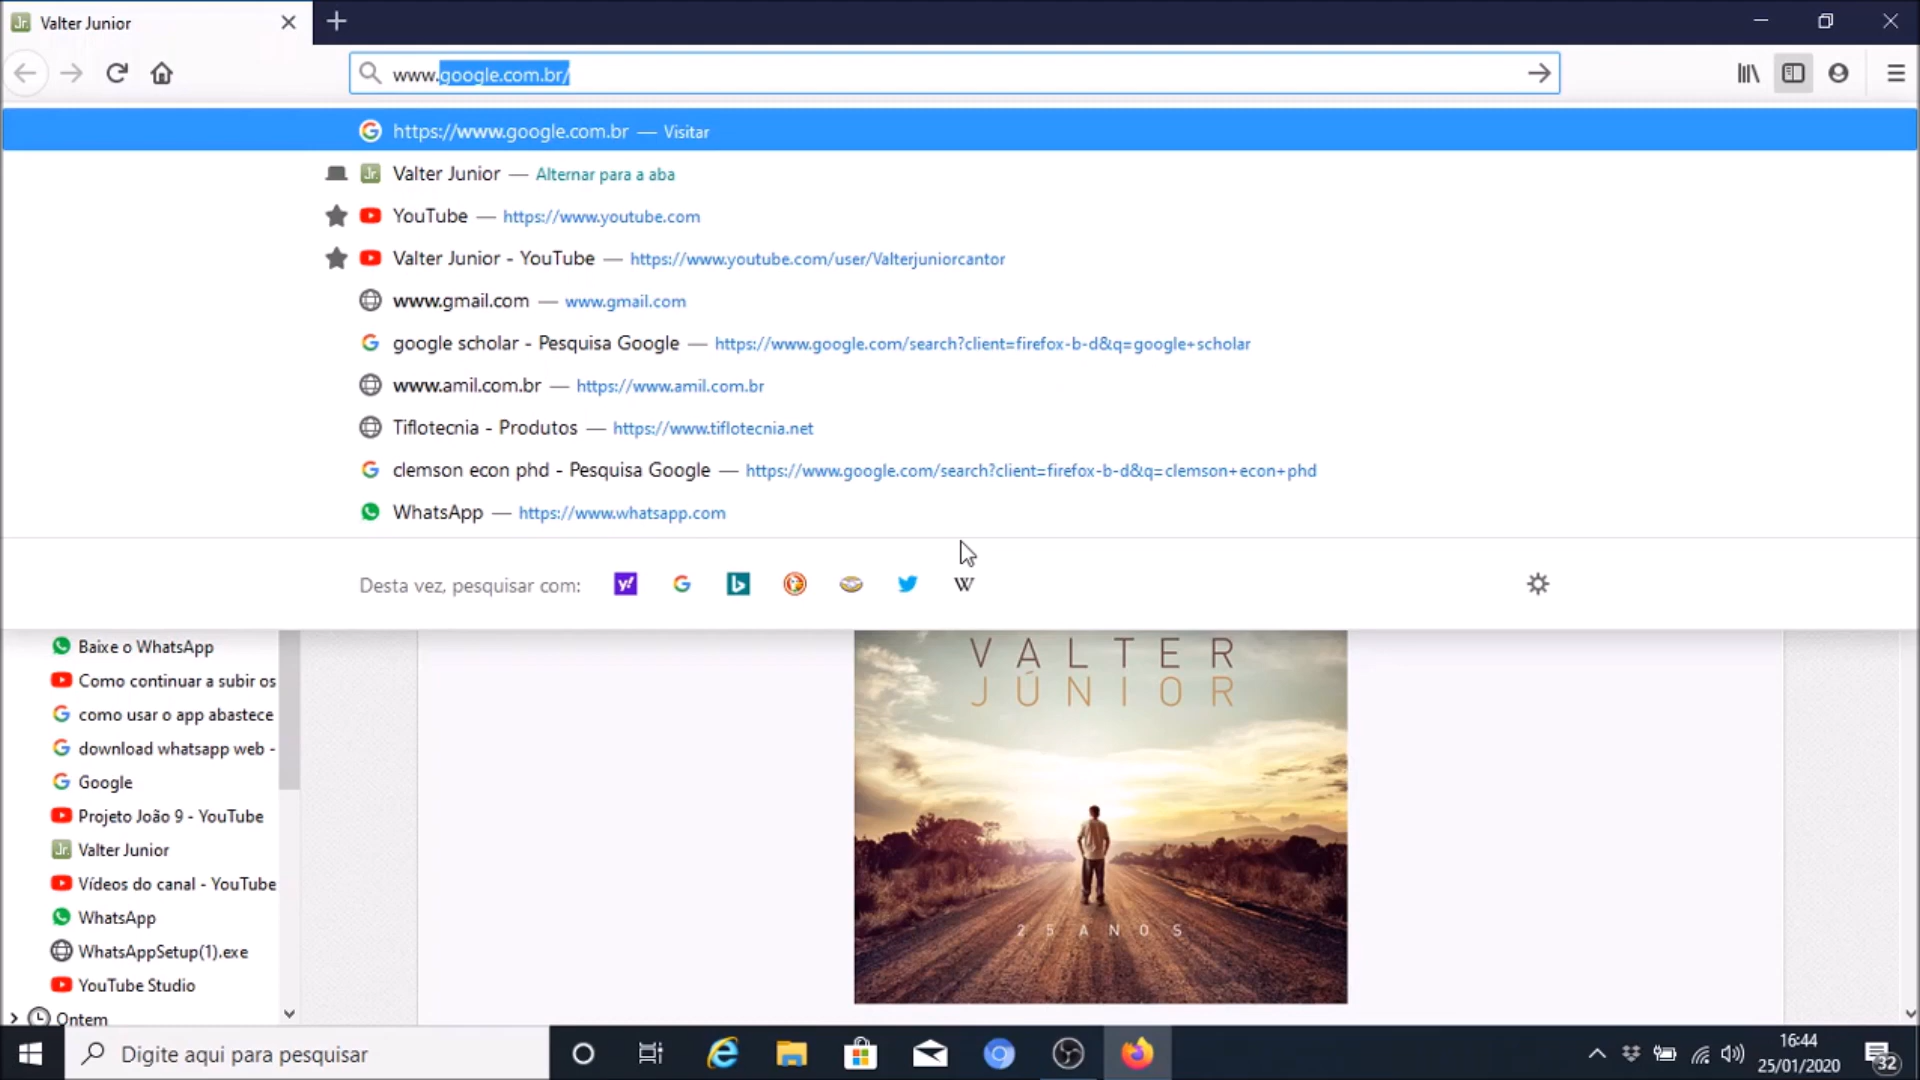 Jr. Valter Junior
www.google.com.br/
https://www.google.com.br — Visitar
Jr. Valter Junior — Alternar para a aba
YouTube — https://www.youtube.com
Valter Junior - YouTube — https://www.youtube.com/user/Valterjuniorcantor
www.gmail.com — www.gmail.com
google scholar - Pesquisa Google — https://www.google.com/search?client=firefox-b-d&q=google+scholar
www.amil.com.br — https://www.amil.com.br
Tiflotecnia - Produtos — https://www.tiflotecnia.net
clemson econ phd - Pesquisa Google — https://www.google.com/search?client=firefox-b-d&q=clemson+econ+phd
WhatsApp — https://www.whatsapp.com
Desta vez, pesquisar com:
Baixe o WhatsApp
Como continuar a subir os
como usar o app abastece
download whatsapp web -
Google
Projeto João 9 - YouTube
Jr. Valter Junior
Vídeos do canal - YouTube
WhatsApp
WhatsAppSetup(1).exe
YouTube Studio
Ontem
VALTER
JÚNIOR
25 ANOS
Digite aqui para pesquisar
16:44
25/01/2020
32